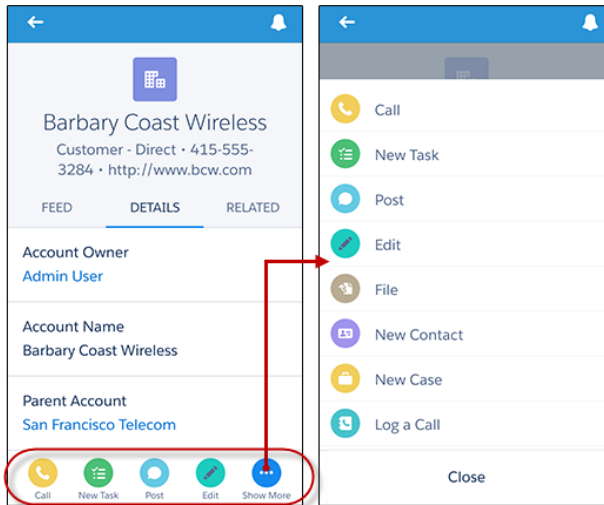 Barbary Coast Wireless
Customer - Direct • 415-555-
3284 • http://www.bcw.com
FEED DETAILS RELATED
Account Owner
Admin User
Account Name
Barbary Coast Wireless
Parent Account
San Francisco Telecom
Call New Task Post Edit Show More
Call
New Task
Post
Edit
File
New Contact
New Case
Log a Call
Close